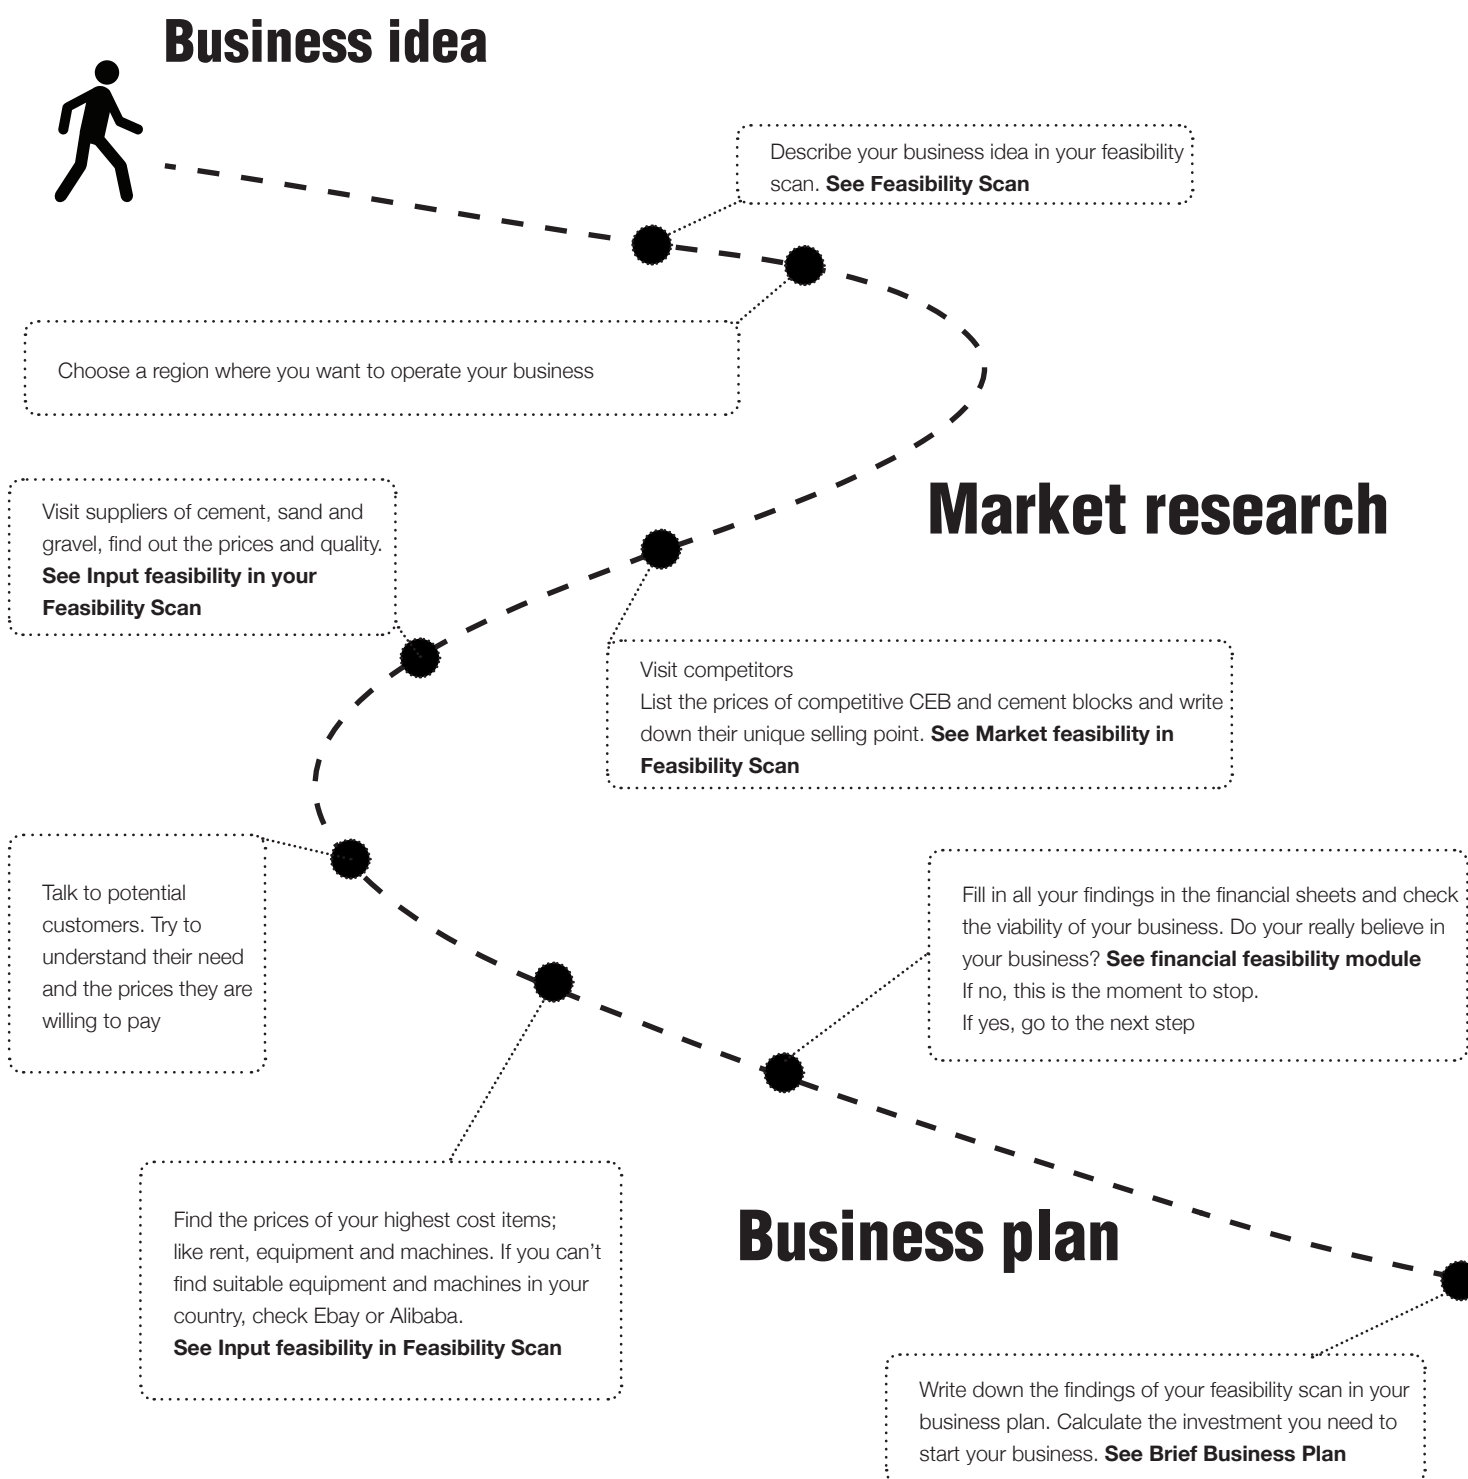 Business idea
Describe your business idea in your feasibility
scan. See Feasibility Scan
Choose a region where you want to operate your business
Market research
Visit suppliers of cement, sand and
gravel, find out the prices and quality.
See Input feasibility in your
Feasibility Scan
Visit competitors
List the prices of competitive CEB and cement blocks and write
down their unique selling point. See Market feasibility in
Feasibility Scan
Talk to potential
customers. Try to
understand their need
and the prices they are
willing to pay
Fill in all your findings in the financial sheets and check
the viability of your business. Do your really believe in
your business? See financial feasibility module
If no, this is the moment to stop.
If yes, go to the next step
Find the prices of your highest cost items;
like rent, equipment and machines. If you can't
find suitable equipment and machines in your
country, check Ebay or Alibaba.
See Input feasibility in Feasibility Scan
Business plan
Write down the findings of your feasibility scan in your
business plan. Calculate the investment you need to
start your business. See Brief Business Plan